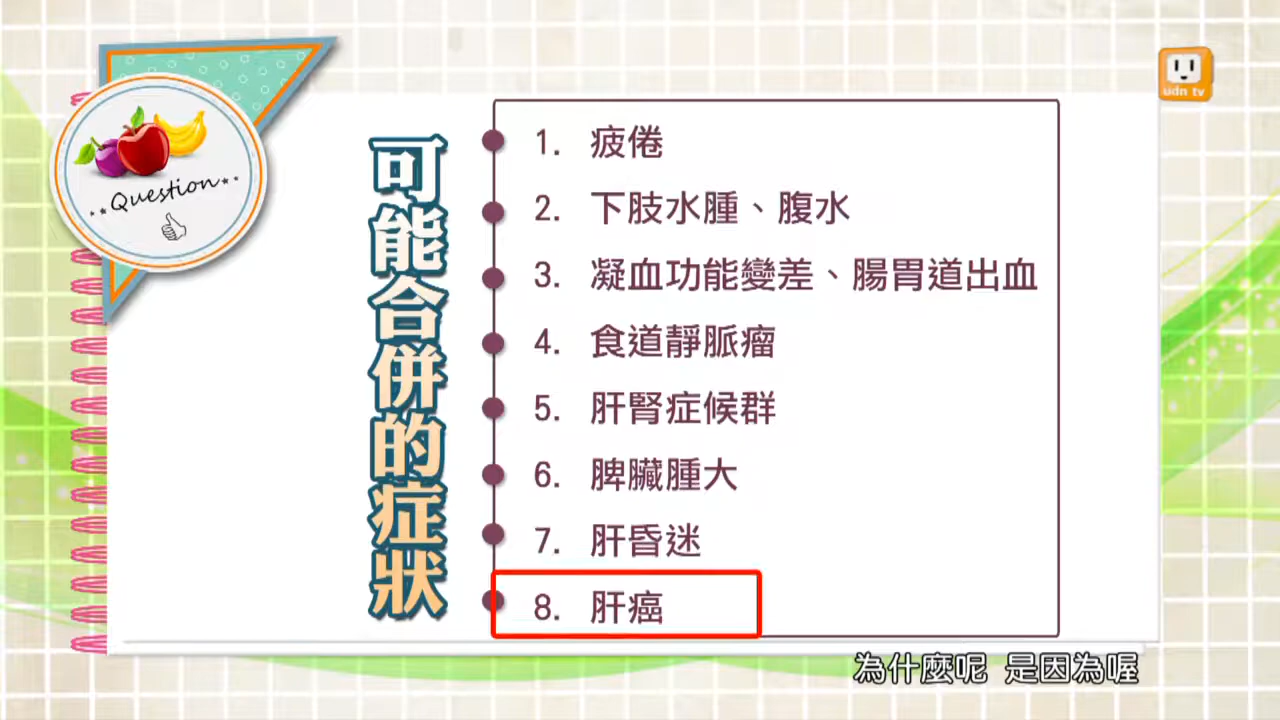 Question
udn tv
可能合併的症狀
1. 疲倦
2. 下肢水腫、腹水
3. 凝血功能變差、腸胃道出血
4. 食道靜脈瘤
5. 肝腎症候群
6. 脾臟腫大
7. 肝昏迷
8. 肝癌
為什麼呢 是因為喔